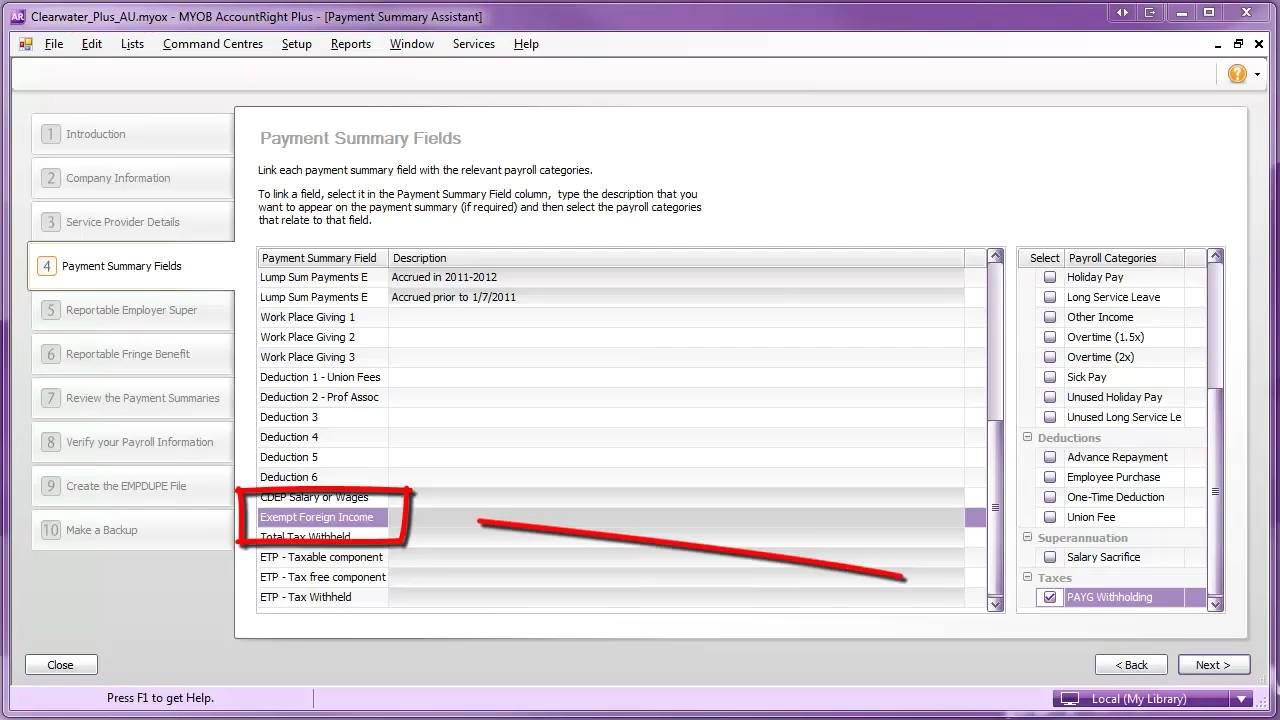 AR Clearwater_Plus_AU.myox - MYOB AccountRight Plus - [Payment Summary Assistant]
File Edit Lists Command Centres Setup Reports Window Services Help
?
1 Introduction
2 Company Information
3 Service Provider Details
4 Payment Summary Fields
5 Reportable Employer Super
6 Reportable Fringe Benefit
7 Review the Payment Summaries
8 Verify your Payroll Information
9 Create the EMPDUPE File
10 Make a Backup
Payment Summary Fields
Link each payment summary field with the relevant payroll categories.
To link a field, select it in the Payment Summary Field column, type the description that you
want to appear on the payment summary (if required) and then select the payroll categories
that relate to that field.
Payment Summary Field Description
Lump Sum Payments E Accrued in 2011-2012
Lump Sum Payments E Accrued prior to 1/7/2011
Work Place Giving 1
Work Place Giving 2
Work Place Giving 3
Deduction 1 - Union Fees
Deduction 2 - Prof Assoc
Deduction 3
Deduction 4
Deduction 5
Deduction 6
CDEP Salary or Wages
Exempt Foreign Income
Total Tax Withheld
ETP - Taxable component
ETP - Tax free component
ETP - Tax Withheld
Select Payroll Categories
Holiday Pay
Long Service Leave
Other Income
Overtime (1.5x)
Overtime (2x)
Sick Pay
Unused Holiday Pay
Unused Long Service Le
Deductions
Advance Repayment
Employee Purchase
One-Time Deduction
Union Fee
Superannuation
Salary Sacrifice
Taxes
PAYG Withholding
Close < Back Next >
Press F1 to get Help. Local (My Library)